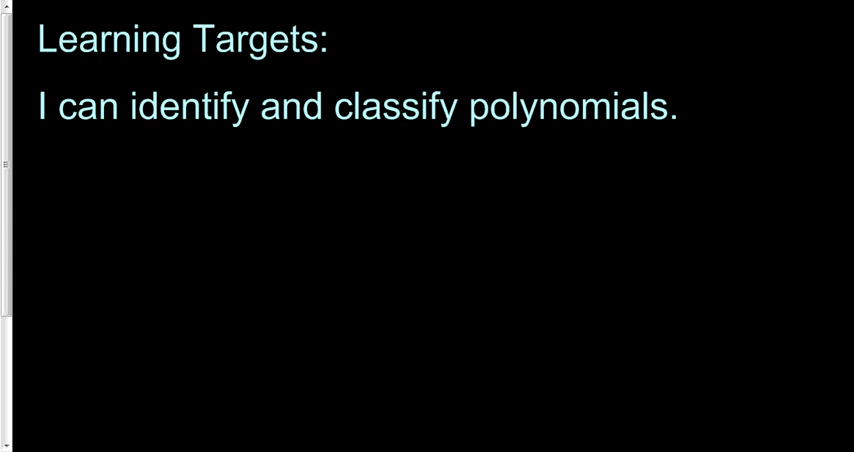 Learning Targets:
I can identify and classify polynomials.